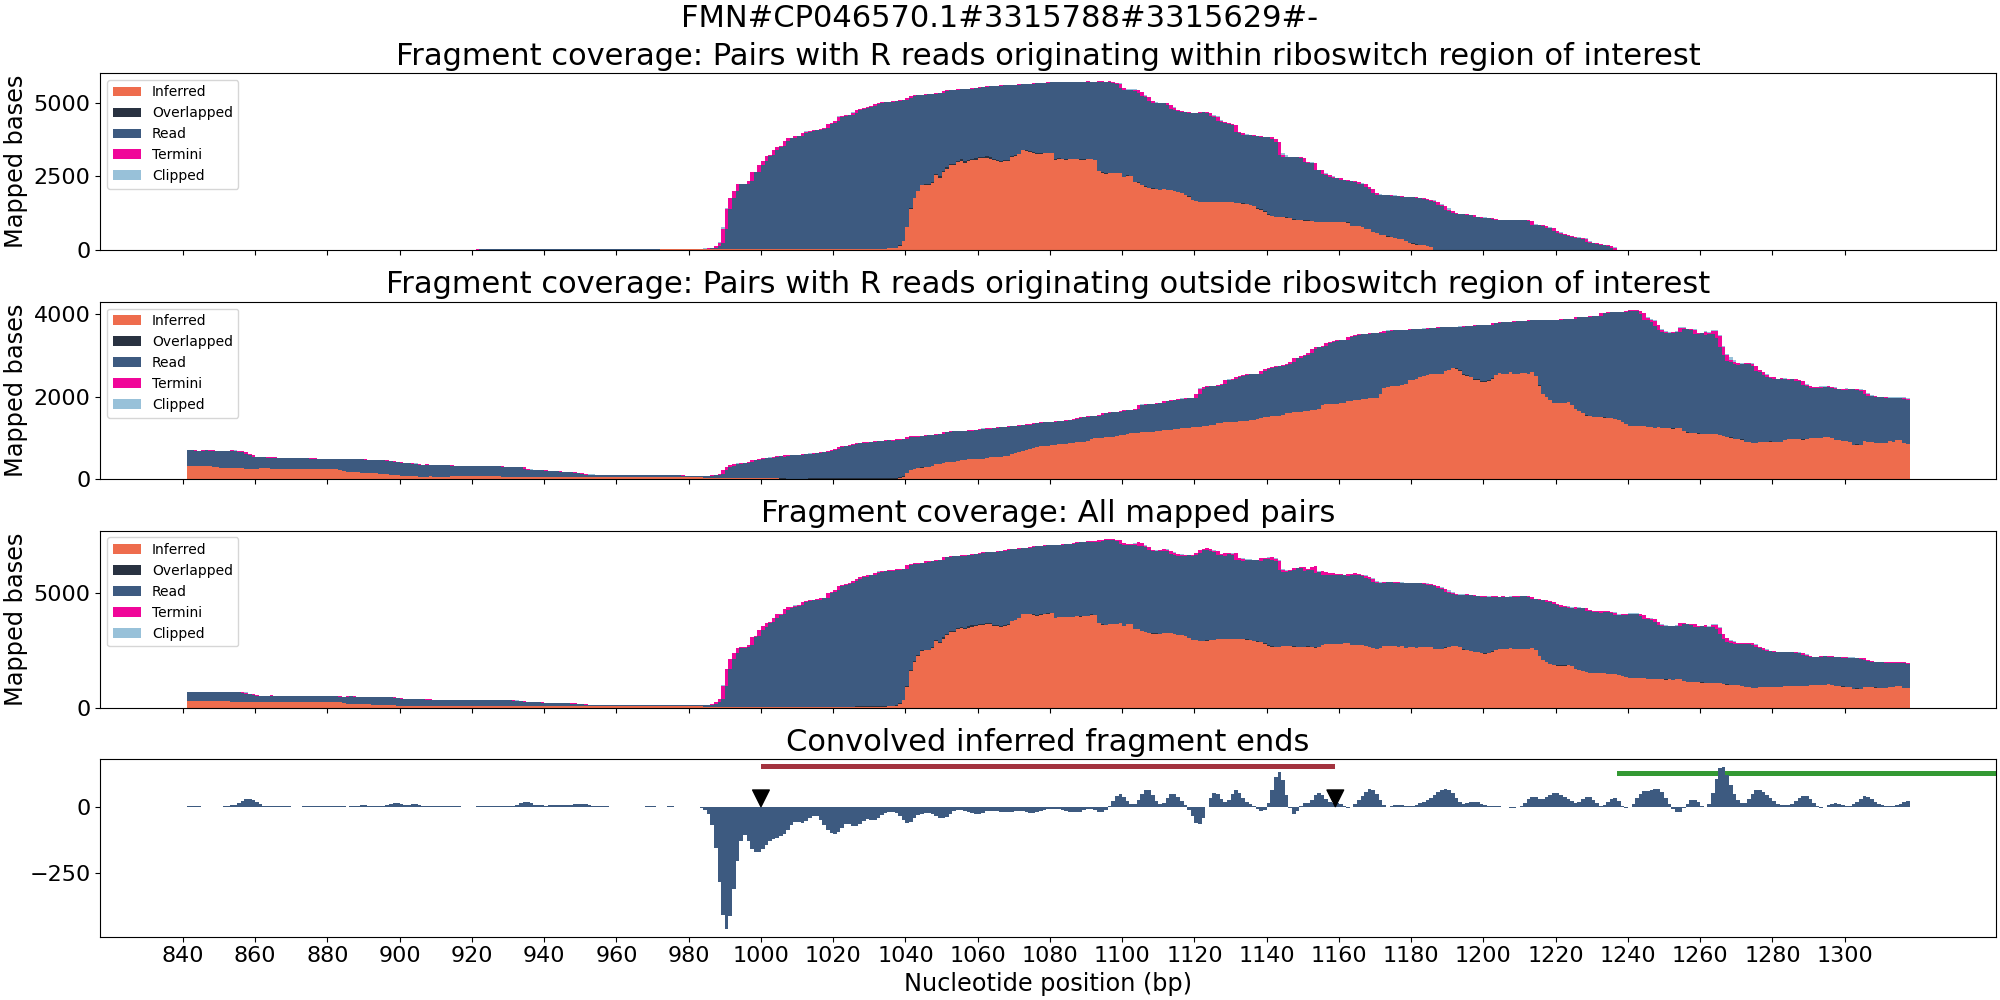 FMN#CP046570.1#3315788#3315629#-
Fragment coverage: Pairs with R reads originating within riboswitch region of interest
Mapped bases
5000
2500
0
Inferred
Overlapped
Read
Termini
Clipped
Fragment coverage: Pairs with R reads originating outside riboswitch region of interest
Mapped bases
4000
2000
0
Inferred
Overlapped
Read
Termini
Clipped
Fragment coverage: All mapped pairs
Mapped bases
5000
0
Inferred
Overlapped
Read
Termini
Clipped
Convolved inferred fragment ends
0
−250
840 860 880 900 920 940 960 980 1000 1020 1040 1060 1080 1100 1120 1140 1160 1180 1200 1220 1240 1260 1280 1300
Nucleotide position (bp)